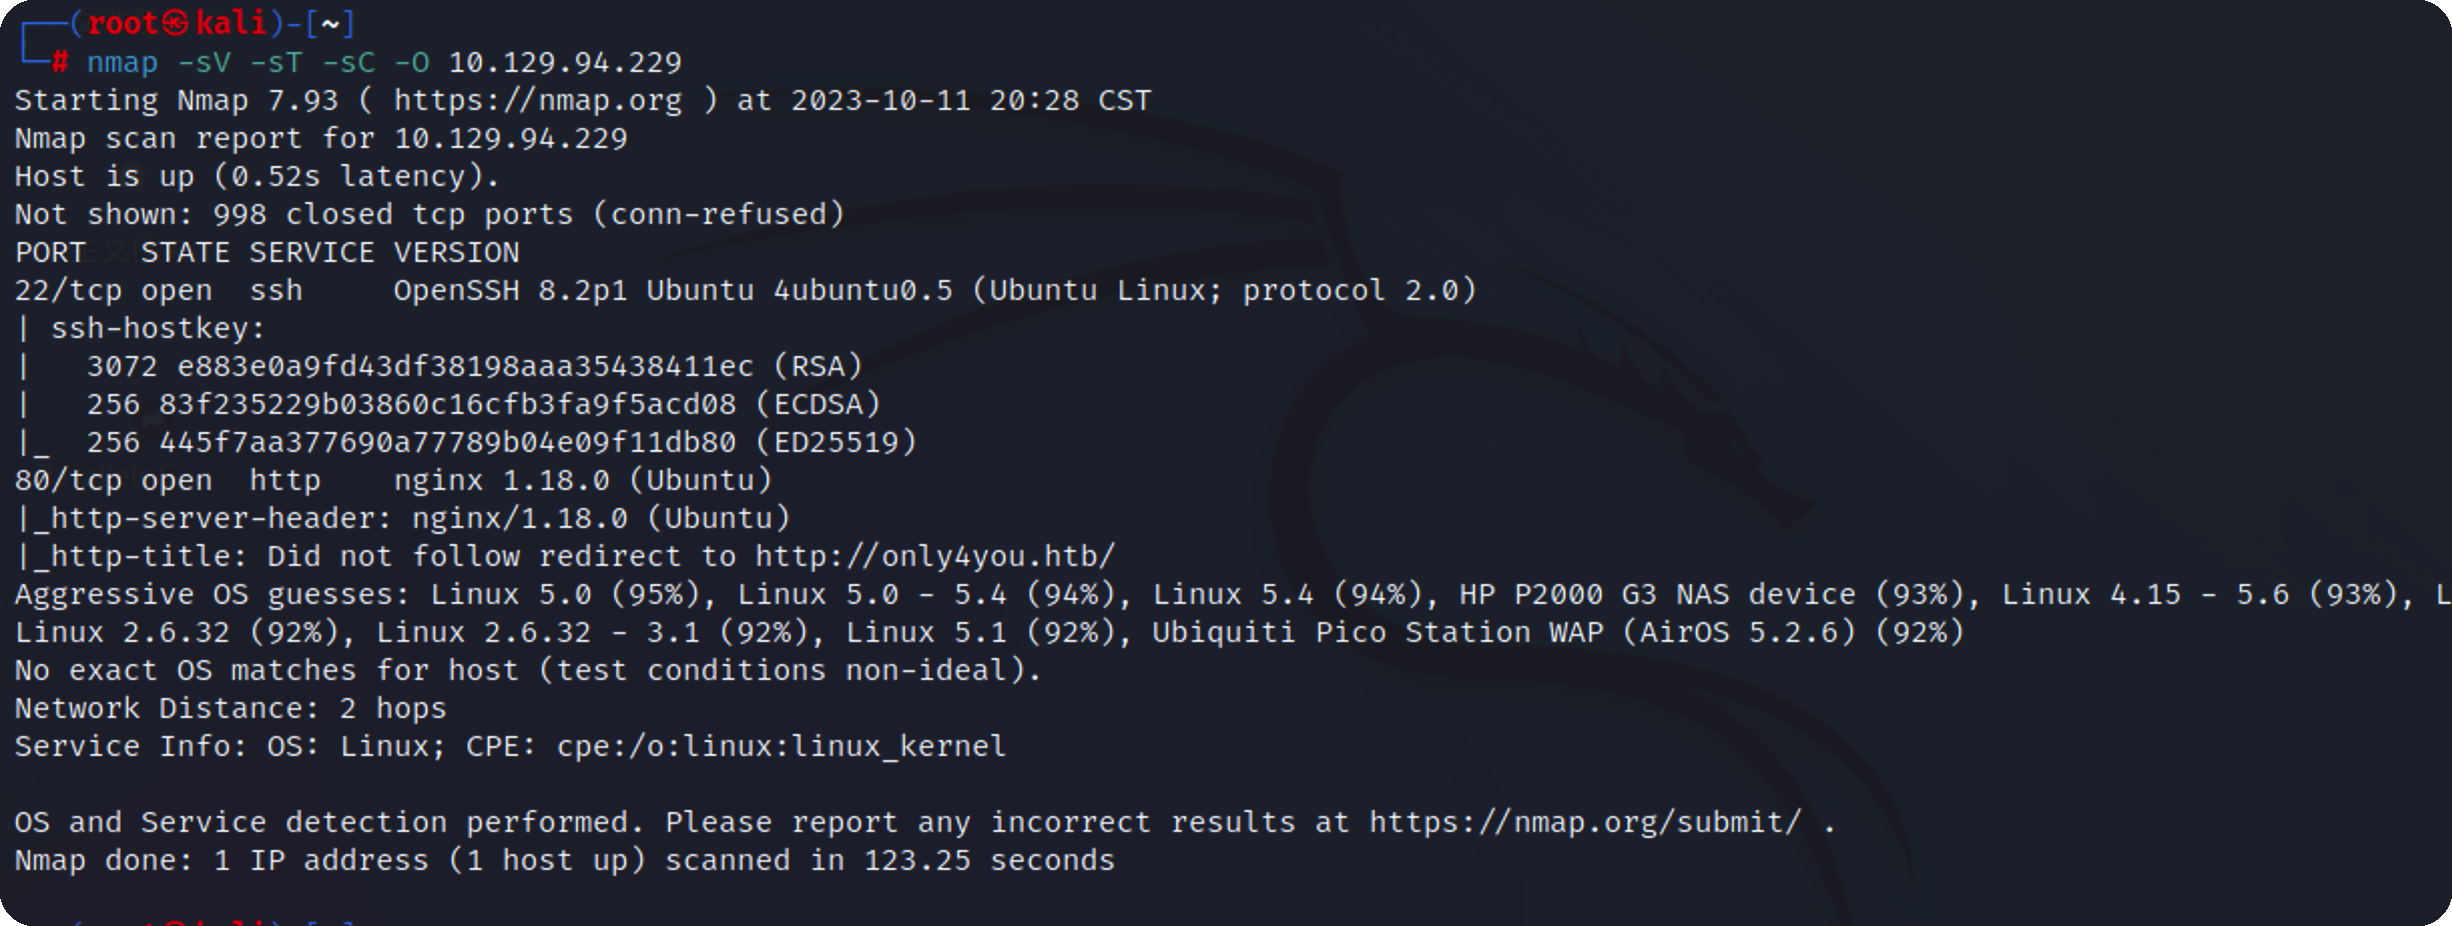 ┌──(root㉿kali)-[~]
└─# nmap -sV -sT -sC -O 10.129.94.229
Starting Nmap 7.93 ( https://nmap.org ) at 2023-10-11 20:28 CST
Nmap scan report for 10.129.94.229
Host is up (0.52s latency).
Not shown: 998 closed tcp ports (conn-refused)
PORT   STATE SERVICE VERSION
22/tcp open  ssh     OpenSSH 8.2p1 Ubuntu 4ubuntu0.5 (Ubuntu Linux; protocol 2.0)
| ssh-hostkey:
|   3072 e883e0a9fd43df38198aaa35438411ec (RSA)
|   256 83f235229b03860c16cfb3fa9f5acd08 (ECDSA)
|_  256 445f7aa377690a77789b04e09f11db80 (ED25519)
80/tcp open  http    nginx 1.18.0 (Ubuntu)
|_http-server-header: nginx/1.18.0 (Ubuntu)
|_http-title: Did not follow redirect to http://only4you.htb/
Aggressive OS guesses: Linux 5.0 (95%), Linux 5.0 - 5.4 (94%), Linux 5.4 (94%), HP P2000 G3 NAS device (93%), Linux 4.15 - 5.6 (93%), L
Linux 2.6.32 (92%), Linux 2.6.32 - 3.1 (92%), Linux 5.1 (92%), Ubiquiti Pico Station WAP (AirOS 5.2.6) (92%)
No exact OS matches for host (test conditions non-ideal).
Network Distance: 2 hops
Service Info: OS: Linux; CPE: cpe:/o:linux:linux_kernel
OS and Service detection performed. Please report any incorrect results at https://nmap.org/submit/ .
Nmap done: 1 IP address (1 host up) scanned in 123.25 seconds